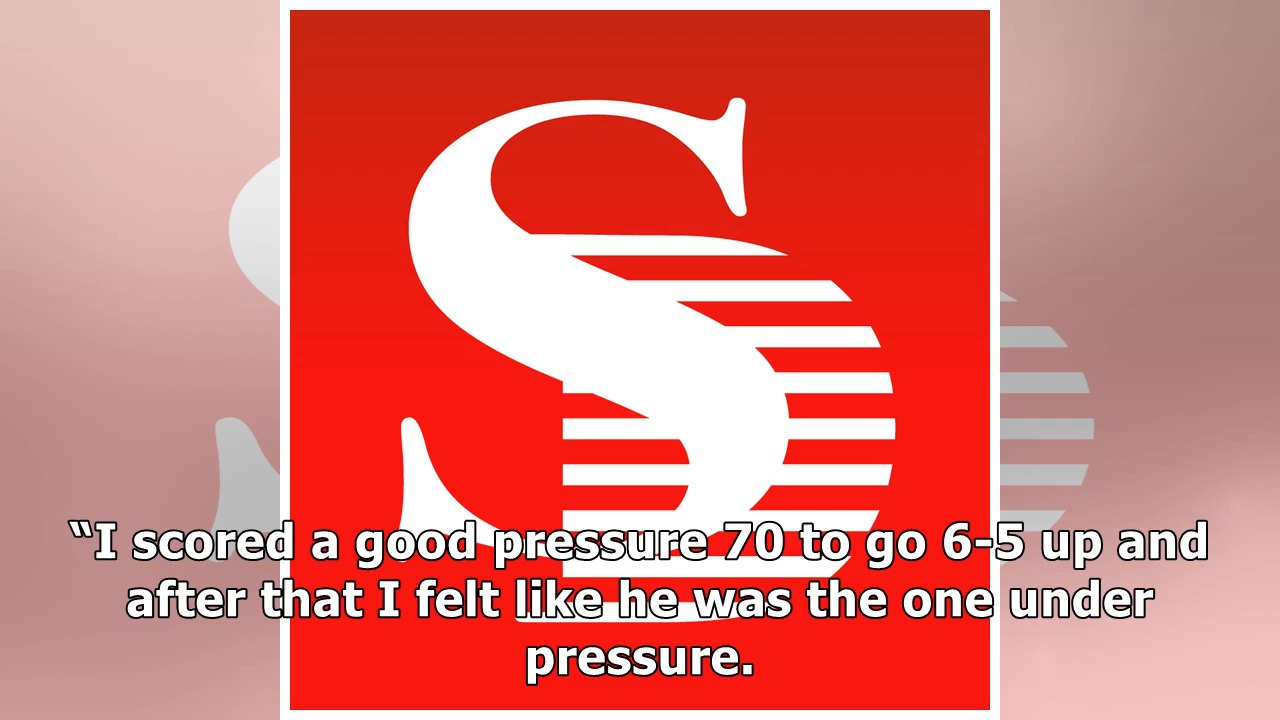 “I scored a good pressure 70 to go 6-5 up and
after that I felt like he was the one under
pressure.